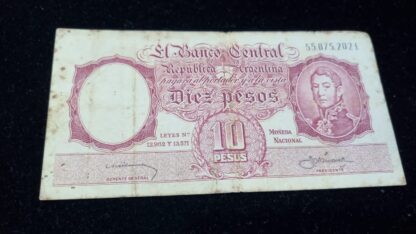 El Banco Central
55.075.202A
República Argentina
pagará al portador y a la vista
Diez pesos
LEYES Nº
12.962 Y 13.571
10
PESOS
MONEDA
NACIONAL
GERENTE GENERAL
PRESIDENTE